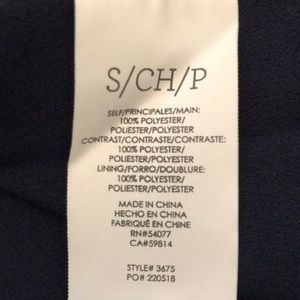 S/CH/P
SELF/PRINCIPALES/MAIN:
100% POLYESTER/
POLIESTER/POLYESTER
CONTRAST/CONTRASTE/CONTRASTE:
100% POLYESTER/
POLIESTER/POLYESTER
LINING/FORRO/DOUBLURE:
100% POLYESTER/
POLIESTER/POLYESTER
MADE IN CHINA
HECHO EN CHINA
FABRIQUÉ EN CHINE
RN#54077
CA#59814
STYLE# 3675
PO# 220518